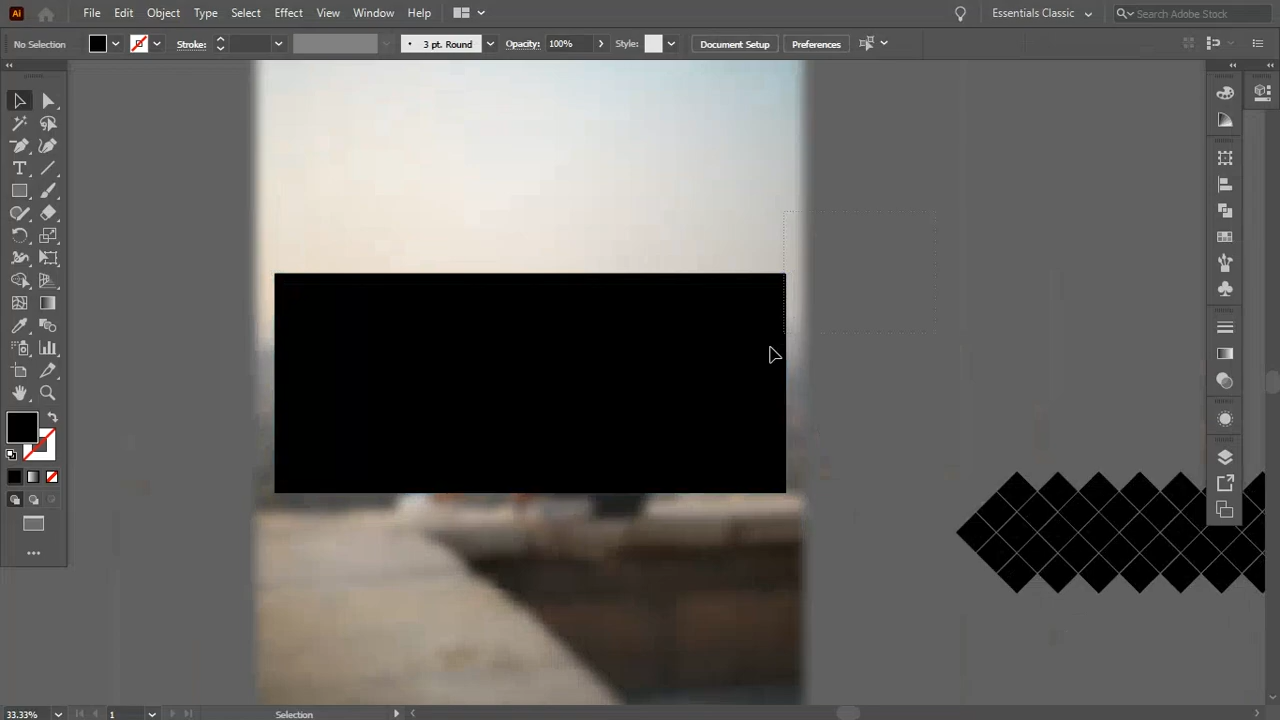 Ai File Edit Object Type Select Effect View Window Help Essentials Classic Search Adobe Stock
No Selection Stroke: 3 pt. Round Opacity: 100% Style: Document Setup Preferences
33.33% 1 Selection